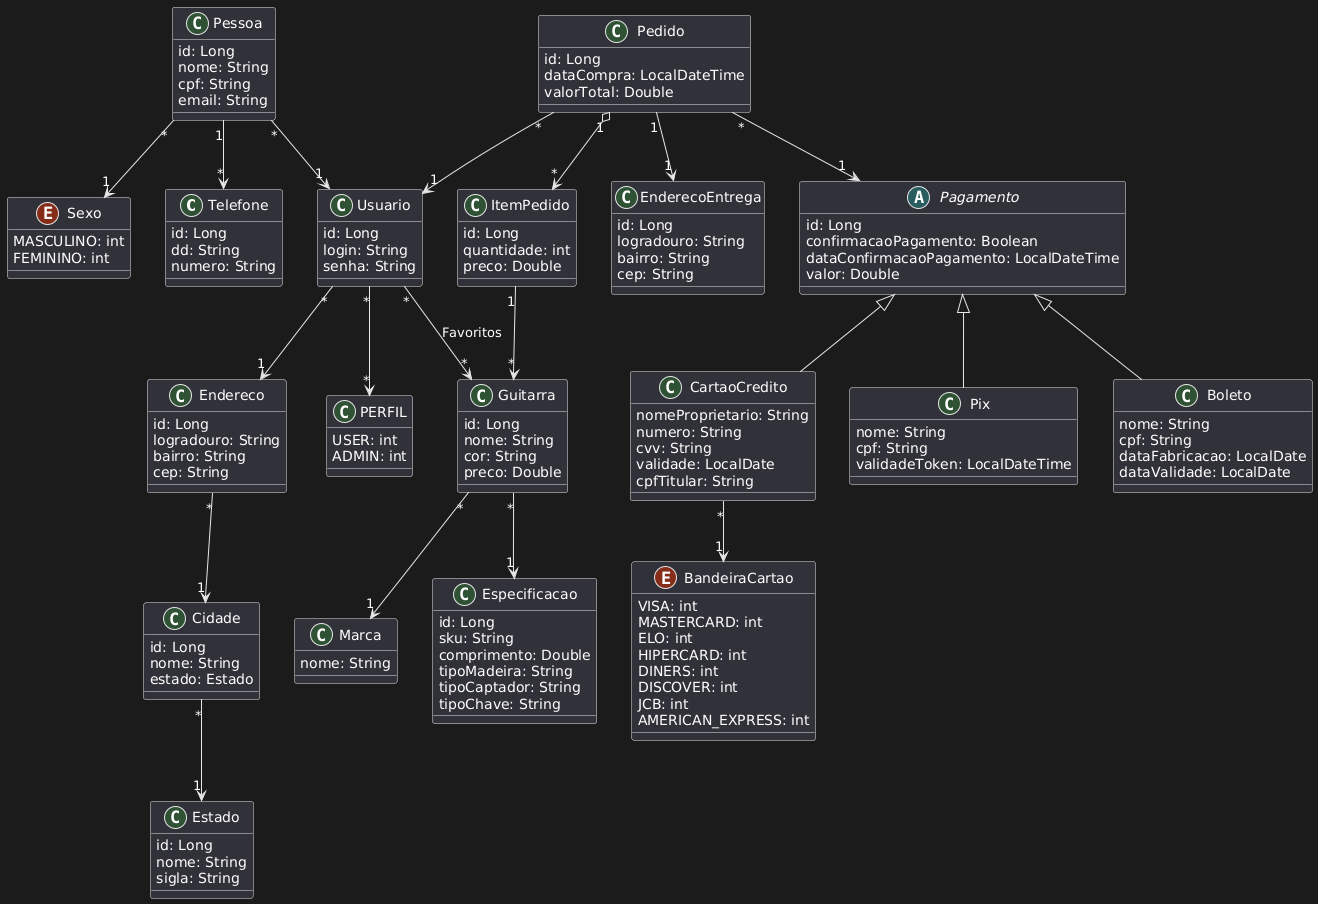 C Pessoa
id: Long
nome: String
cpf: String
email: String
C Pedido
id: Long
dataCompra: LocalDateTime
valorTotal: Double
* 1 *
* 1 1 *
1 * 1
1 * 1 1
E Sexo
MASCULINO: int
FEMININO: int
C Telefone
id: Long
dd: String
numero: String
C Usuario
id: Long
login: String
senha: String
C ItemPedido
id: Long
quantidade: int
preco: Double
C EnderecoEntrega
id: Long
logradouro: String
bairro: String
cep: String
A Pagamento
id: Long
confirmacaoPagamento: Boolean
dataConfirmacaoPagamento: LocalDateTime
valor: Double
* * * 1
Favoritos
1 * * *
C Endereco
id: Long
logradouro: String
bairro: String
cep: String
C PERFIL
USER: int
ADMIN: int
C Guitarra
id: Long
nome: String
cor: String
preco: Double
C CartaoCredito
nomeProprietario: String
numero: String
cvv: String
validade: LocalDate
cpfTitular: String
C Pix
nome: String
cpf: String
validadeToken: LocalDateTime
C Boleto
nome: String
cpf: String
dataFabricacao: LocalDate
dataValidade: LocalDate
* * * *
1 1 1 1
C Cidade
id: Long
nome: String
estado: Estado
C Marca
nome: String
C Especificacao
id: Long
sku: String
comprimento: Double
tipoMadeira: String
tipoCaptador: String
tipoChave: String
E BandeiraCartao
VISA: int
MASTERCARD: int
ELO: int
HIPERCARD: int
DINERS: int
DISCOVER: int
JCB: int
AMERICAN_EXPRESS: int
*
1
C Estado
id: Long
nome: String
sigla: String